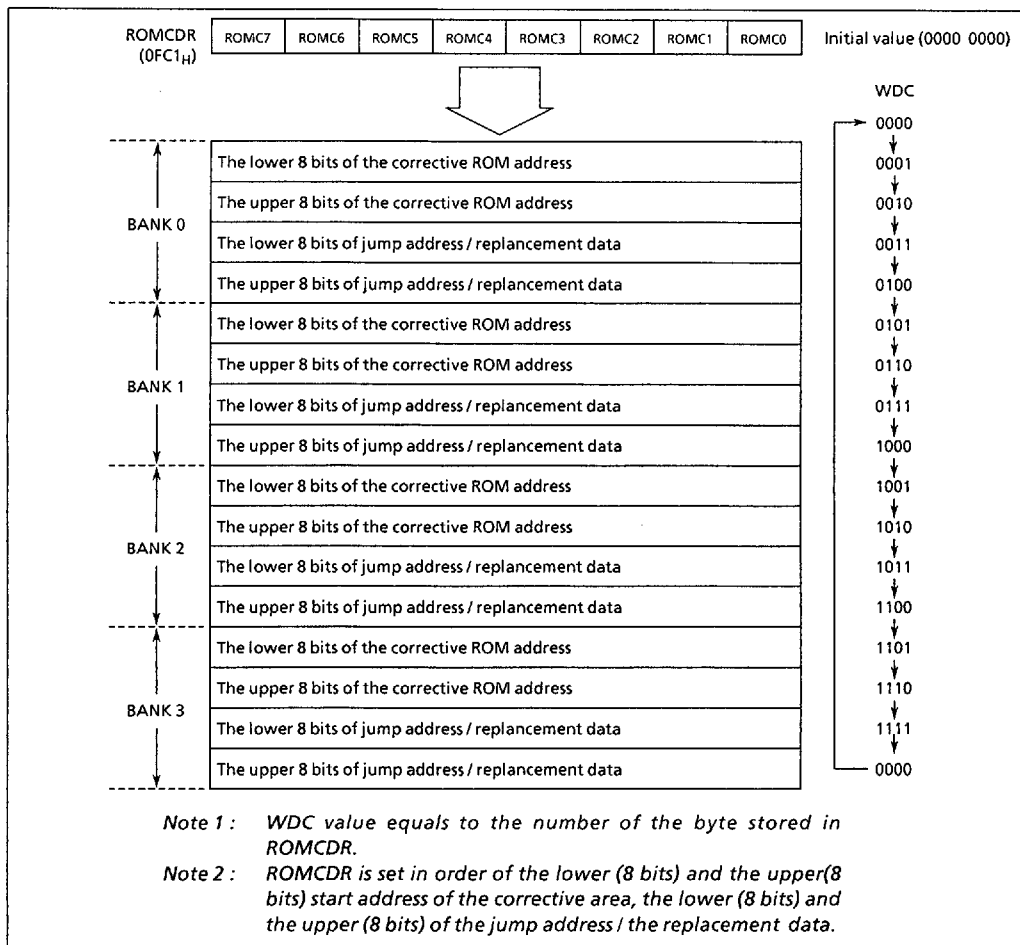 ROMCDR (0FC1H) ROMC7 ROMC6 ROMC5 ROMC4 ROMC3 ROMC2 ROMC1 ROMC0 Initial value (0000 0000)
WDC
0000
The lower 8 bits of the corrective ROM address 0001
The upper 8 bits of the corrective ROM address 0010
BANK 0
The lower 8 bits of jump address / replancement data 0011
The upper 8 bits of jump address / replancement data 0100
The lower 8 bits of the corrective ROM address 0101
The upper 8 bits of the corrective ROM address 0110
BANK 1
The lower 8 bits of jump address / replancement data 0111
The upper 8 bits of jump address / replancement data 1000
The lower 8 bits of the corrective ROM address 1001
The upper 8 bits of the corrective ROM address 1010
BANK 2
The lower 8 bits of jump address / replancement data 1011
The upper 8 bits of jump address / replancement data 1100
The lower 8 bits of the corrective ROM address 1101
The upper 8 bits of the corrective ROM address 1110
BANK 3
The lower 8 bits of jump address / replancement data 1111
The upper 8 bits of jump address / replancement data 0000
Note 1 : WDC value equals to the number of the byte stored in
ROMCDR.
Note 2 : ROMCDR is set in order of the lower (8 bits) and the upper(8
bits) start address of the corrective area, the lower (8 bits) and
the upper (8 bits) of the jump address / the replacement data.